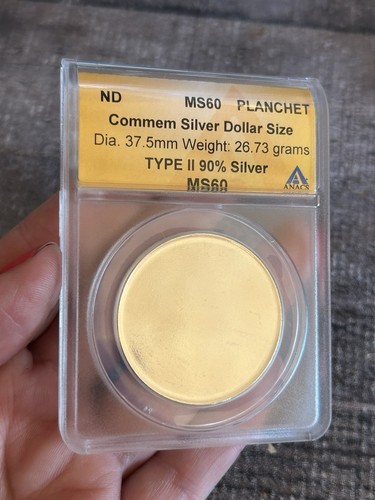 ND MS60 PLANCHET
Commem Silver Dollar Size
Dia. 37.5mm Weight: 26.73 grams
TYPE II 90% Silver
MS60
ANACS